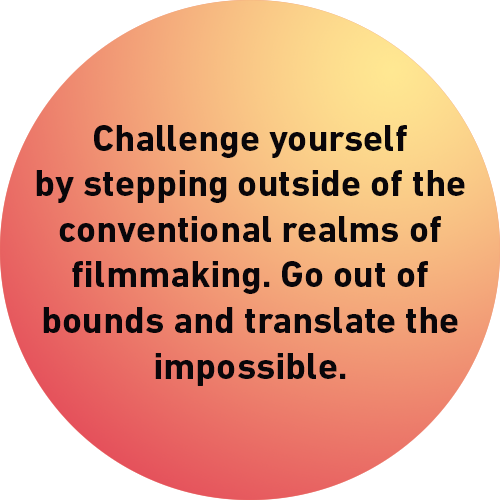 Challenge yourself
by stepping outside of the
conventional realms of
filmmaking. Go out of
bounds and translate the
impossible.